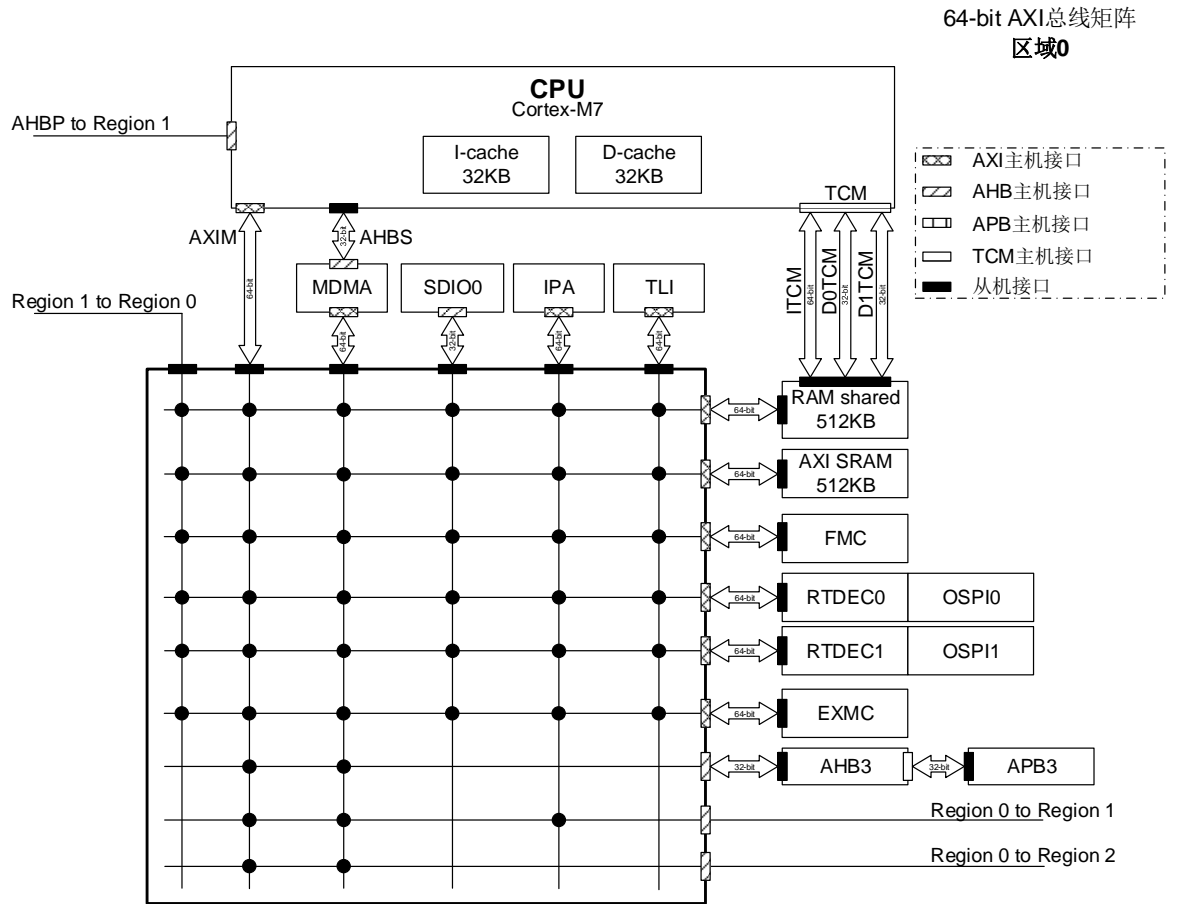 64-bit AXI总线矩阵
区域0
CPU
Cortex-M7
AHBP to Region 1
I-cache
32KB
D-cache
32KB
TCM
AXI主机接口
AHB主机接口
APB主机接口
TCM主机接口
从机接口
AXIM
64-bit
32-bit
AHBS
ITCM
64-bit
D0TCM
32-bit
D1TCM
32-bit
MDMA
SDIO0
IPA
TLI
Region 1 to Region 0
64-bit
32-bit
64-bit
64-bit
64-bit
RAM shared
512KB
64-bit
AXI SRAM
512KB
64-bit
FMC
64-bit
RTDEC0
OSPI0
64-bit
RTDEC1
OSPI1
64-bit
EXMC
32-bit
AHB3
32-bit
APB3
Region 0 to Region 1
Region 0 to Region 2